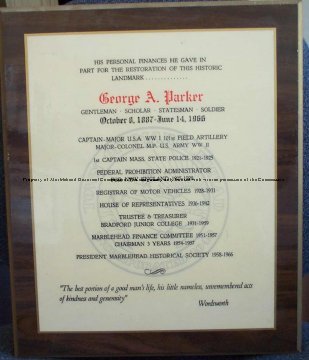 HIS PERSONAL FINANCES HE GAVE IN
PART FOR THE RESTORATION OF THIS HISTORIC
LANDMARK . . . . . . . . . . . . . .
George A. Parker
GENTLEMAN · SCHOLAR · STATESMAN · SOLDIER
October 8, 1887-June 14, 1966
CAPTAIN-MAJOR U.S.A. WW I 101st FIELD ARTILLERY
MAJOR-COLONEL M.P. U.S. ARMY WW II
1st CAPTAIN MASS. STATE POLICE 1921-1925
FEDERAL PROHIBITION ADMINISTRATOR
Property of
REGISTRAR OF MOTOR VEHICLES 1928-1931
HOUSE OF REPRESENTATIVES 1936-1942
TRUSTEE & TREASURER
BRADFORD JUNIOR COLLEGE 1931-1959
MARBLEHEAD FINANCE COMMITTEE 1951-1957
CHAIRMAN 3 YEARS 1954-1957
PRESIDENT MARBLEHEAD HISTORICAL SOCIETY 1958-1966
"The best portion of a good man's life, his little nameless, unremembered acts
of kindness and generosity"
Wordsworth